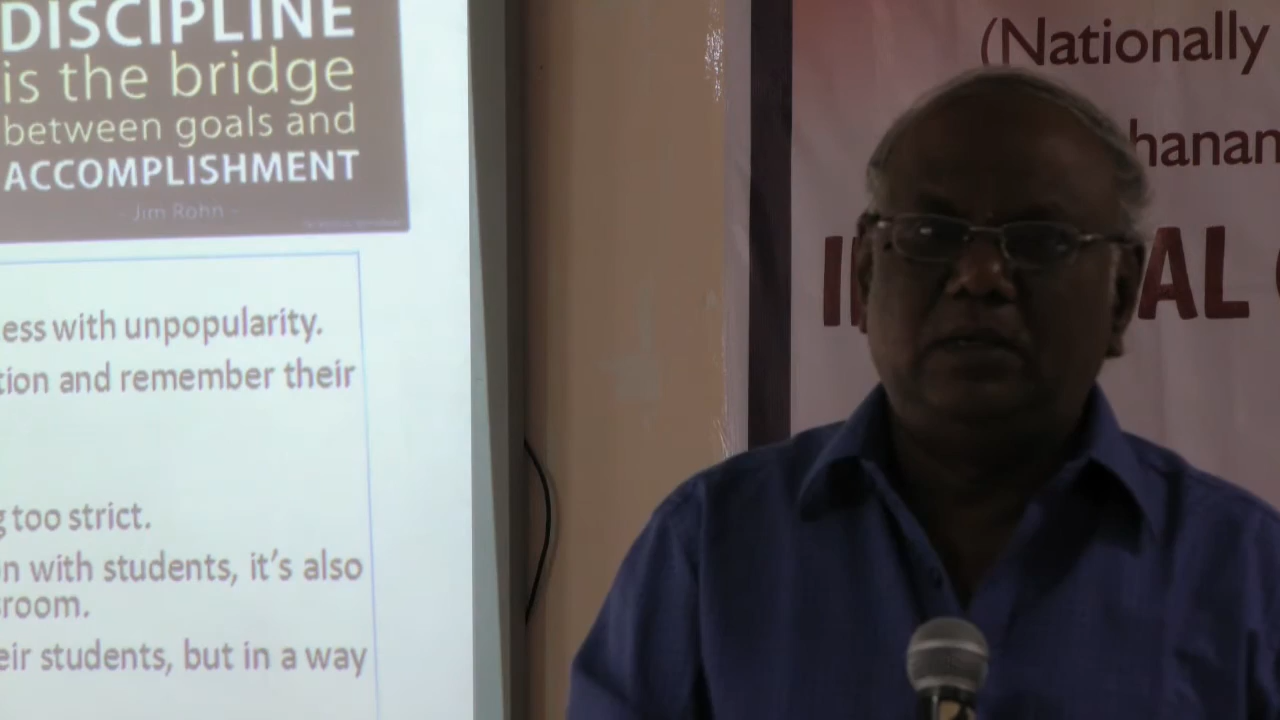 DISCIPLINE
is the bridge
between goals and
ACCOMPLISHMENT
- Jim Rohn -
ess with unpopularity.
tion and remember their
g too strict.
n with students, it's also
room.
eir students, but in a way
(Nationally
hanan
AL